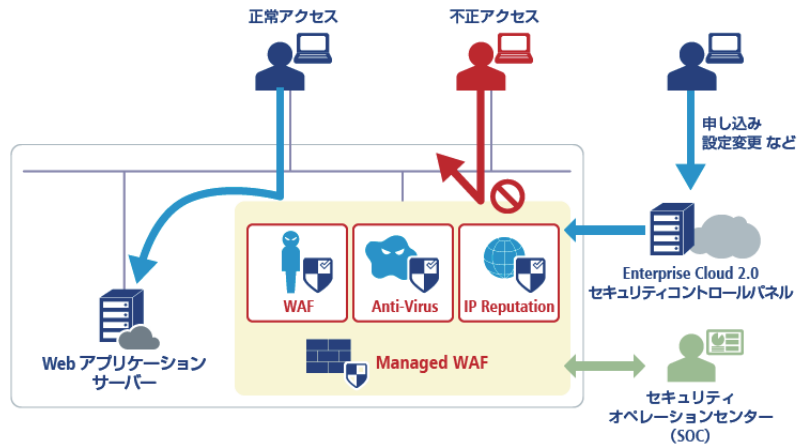 正常アクセス
不正アクセス
申し込み
設定変更 など
WAF
Anti-Virus
IP Reputation
Managed WAF
Web アプリケーション
サーバー
Enterprise Cloud 2.0
セキュリティコントロールパネル
セキュリティ
オペレーションセンター
（SOC）